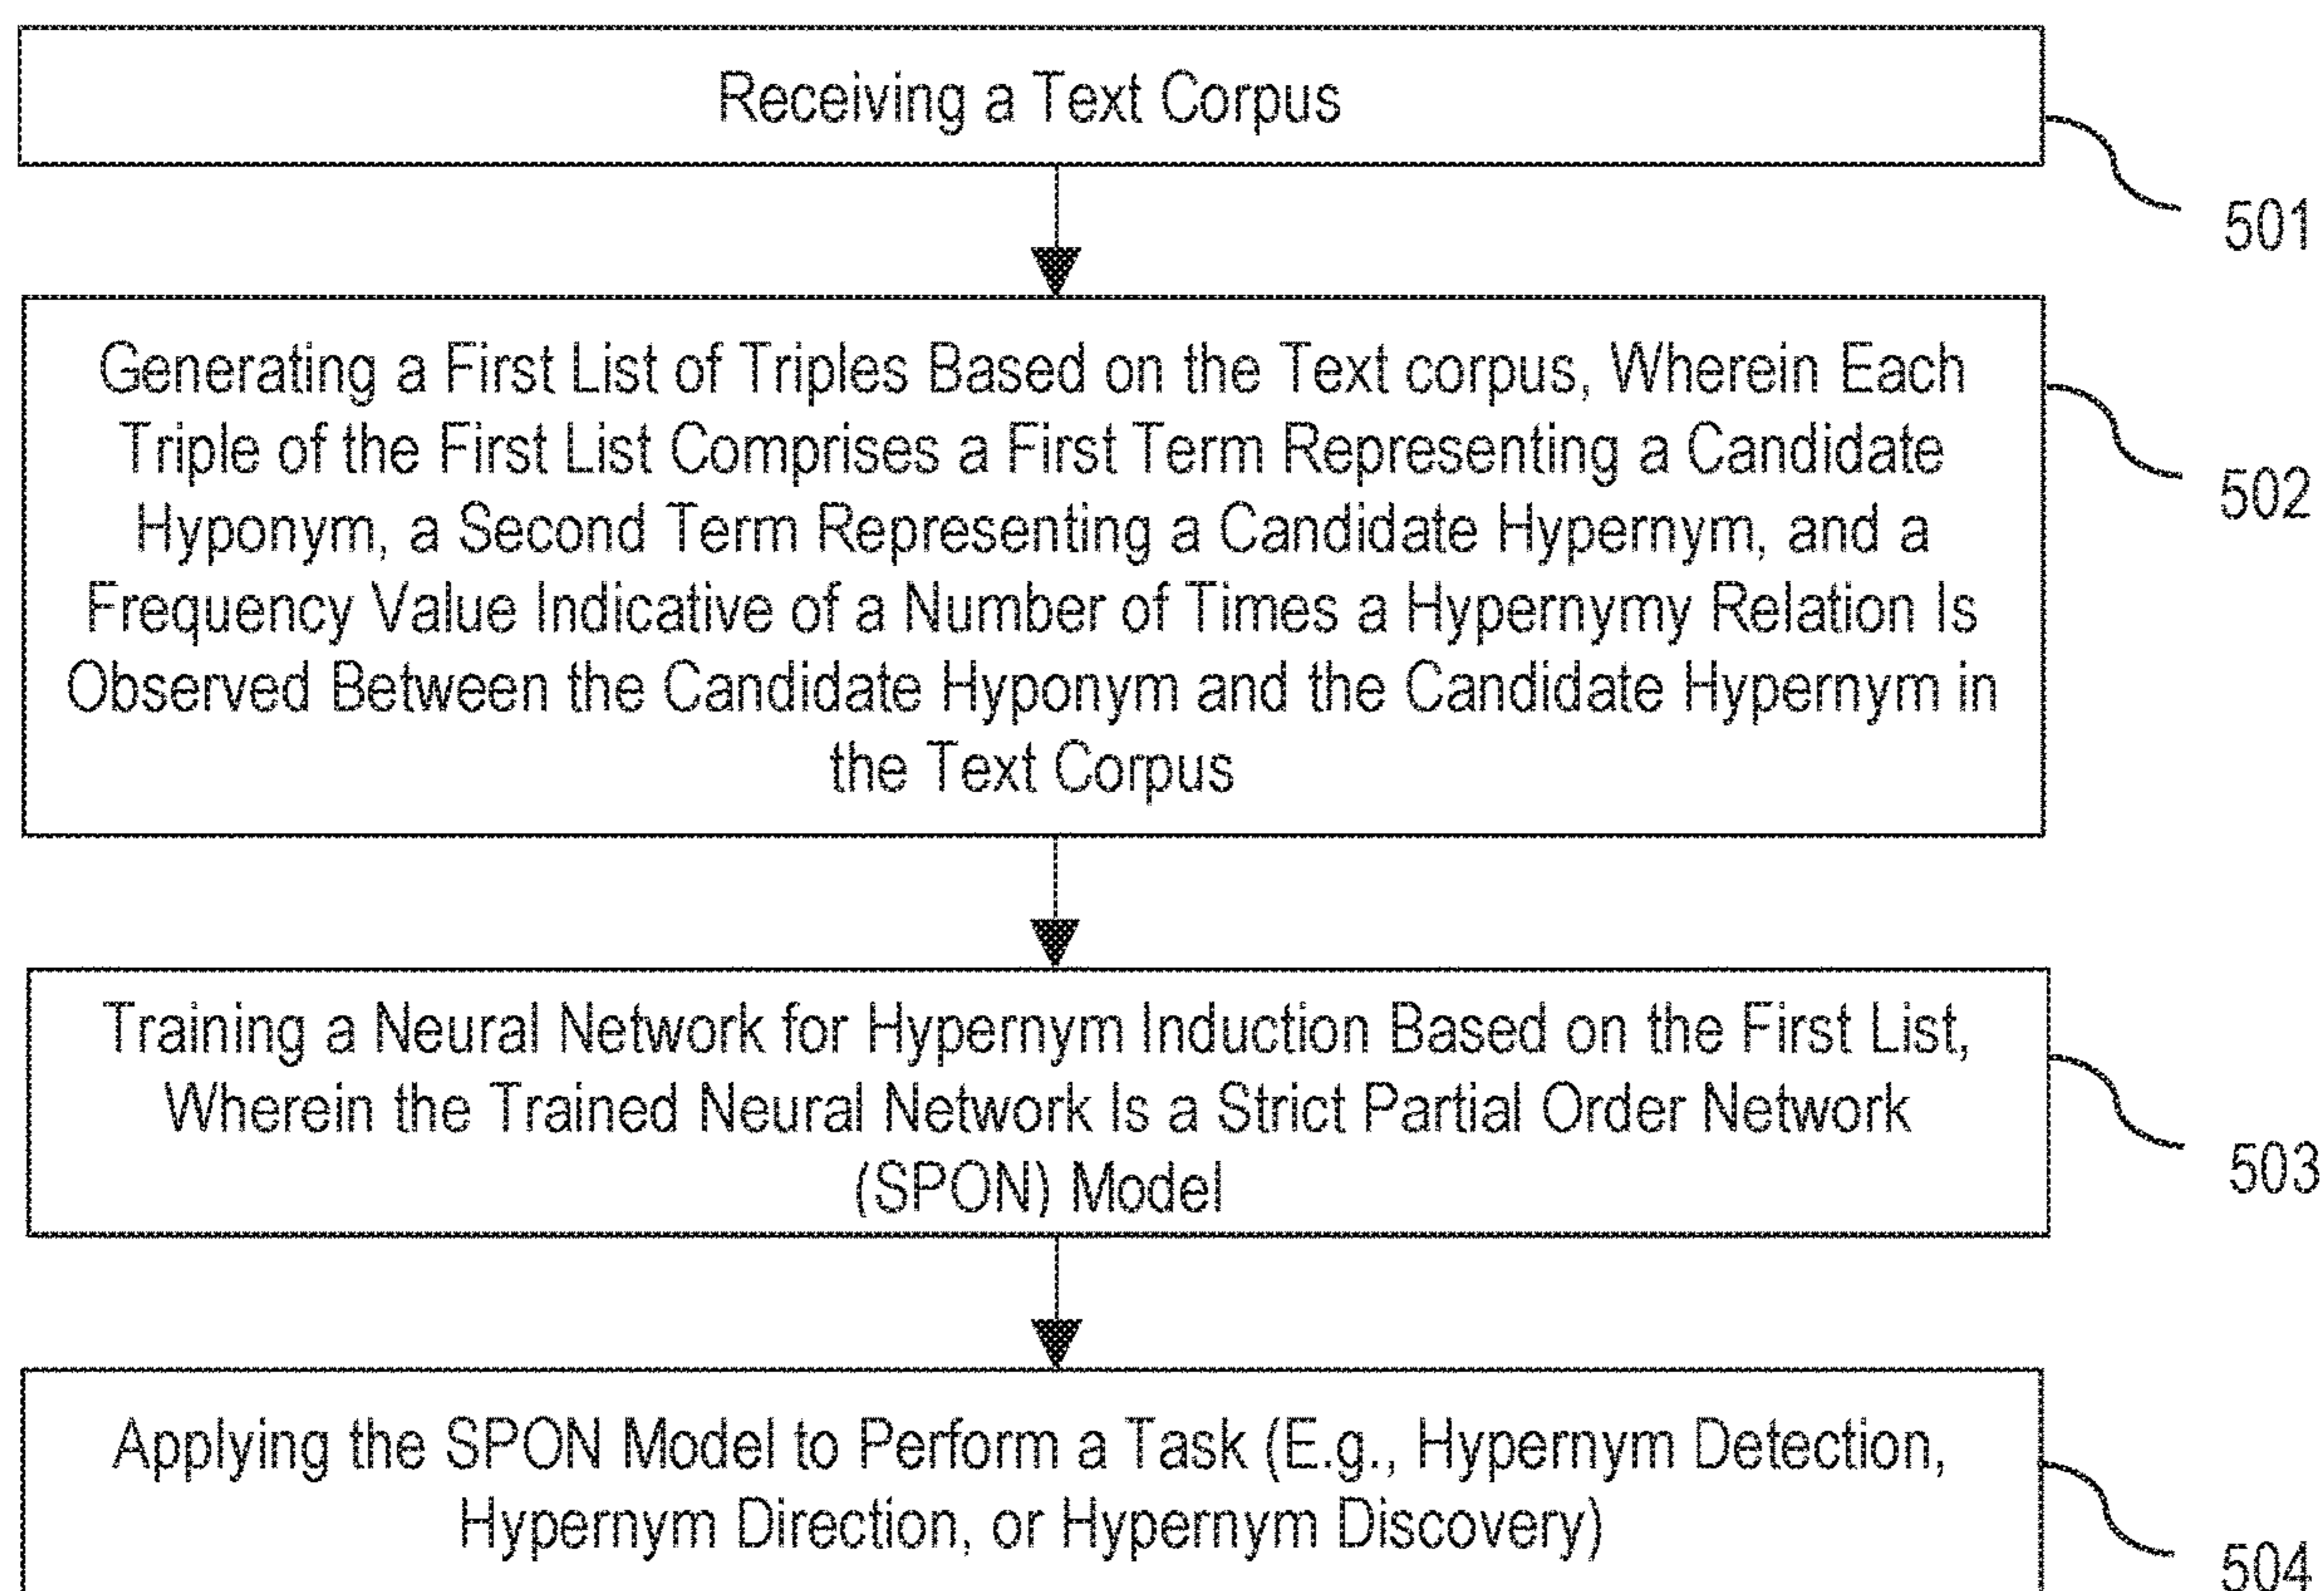 Receiving a Text Corpus
501
Generating a First List of Triples Based on the Text corpus, Wherein Each
Triple of the First List Comprises a First Term Representing a Candidate
Hyponym, a Second Term Representing a Candidate Hypernym, and a
Frequency Value Indicative of a Number of Times a Hypernymy Relation Is
Observed Between the Candidate Hyponym and the Candidate Hypernym in
the Text Corpus
502
Training a Neural Network for Hypernym Induction Based on the First List,
Wherein the Trained Neural Network Is a Strict Partial Order Network
(SPON) Model
503
Applying the SPON Model to Perform a Task (E.g., Hypernym Detection,
Hypernym Direction, or Hypernym Discovery)
504